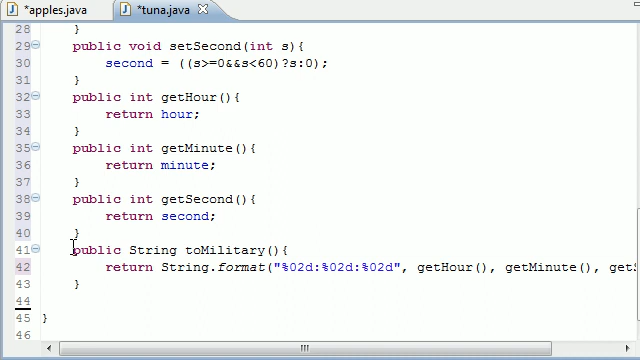 *apples.java *tuna.java
28 }
29 public void setSecond(int s){
30 second = ((s>=0&&s<60)?s:0);
31 }
32 public int getHour(){
33 return hour;
34 }
35 public int getMinute(){
36 return minute;
37 }
38 public int getSecond(){
39 return second;
40 }
41 public String toMilitary(){
42 return String.format("%02d:%02d:%02d", getHour(), getMinute(), getS
43 }
44
45 }
46